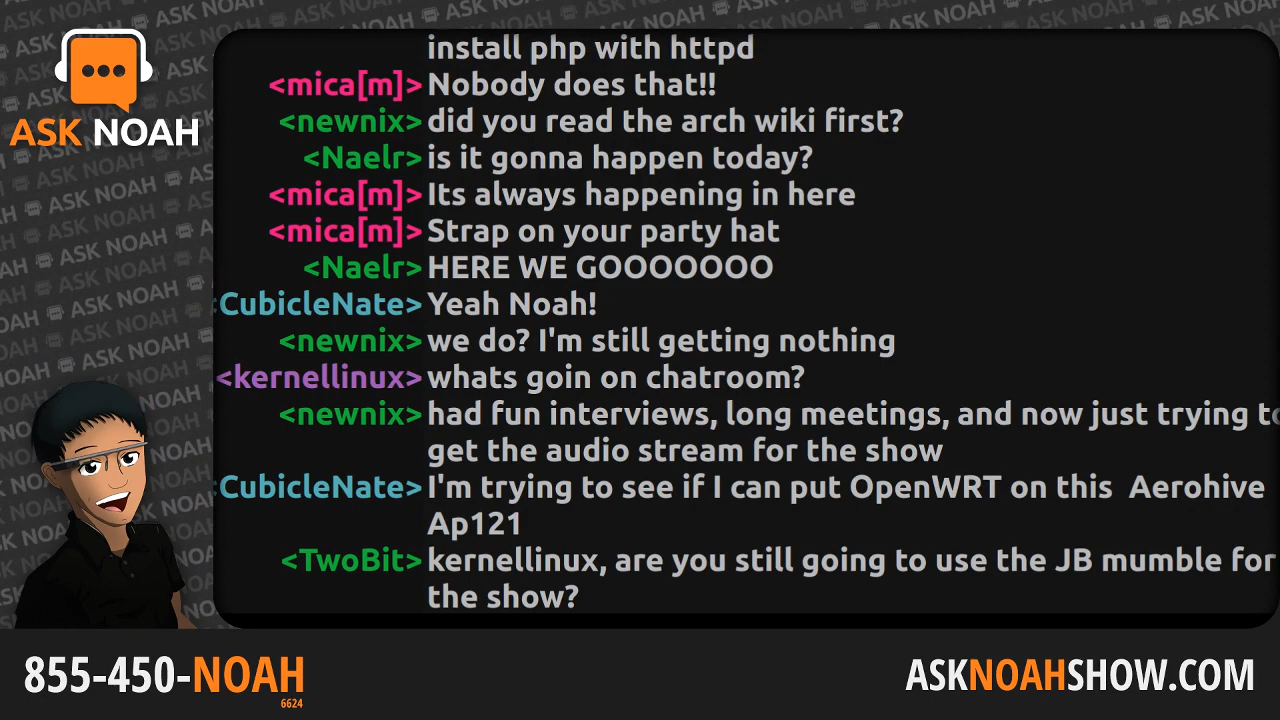 ASK NOAH
install php with httpd
<mica[m]> Nobody does that!!
<newnix> did you read the arch wiki first?
<Naelr> is it gonna happen today?
<mica[m]> Its always happening in here
<mica[m]> Strap on your party hat
<Naelr> HERE WE GOOOOOOO
CubicleNate> Yeah Noah!
<newnix> we do? I'm still getting nothing
<kernellinux> whats goin on chatroom?
<newnix> had fun interviews, long meetings, and now just trying to
get the audio stream for the show
CubicleNate> I'm trying to see if I can put OpenWRT on this  Aerohive
Ap121
<TwoBit> kernellinux, are you still going to use the JB mumble for
the show?
855-450-NOAH
6624
ASKNOAHSHOW.COM